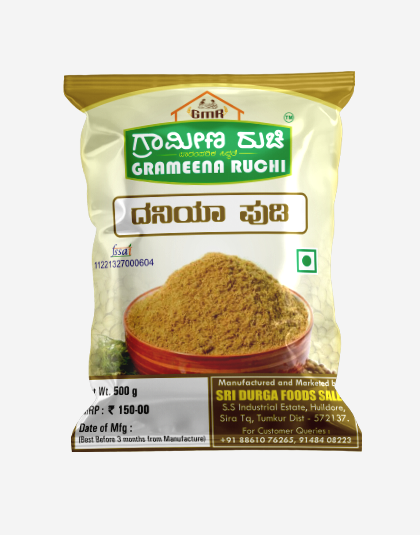 GMR
TM
ಗ್ರಾಮೀಣ ರುಚಿ
GRAMEENA RUCHI
ದನಿಯಾ ಪುಡಿ
fssai
11221327000604
Wt. 500 g
MRP : ₹ 150-00
Date of Mfg :
(Best Before 3 months from Manufacture)
Manufactured and Marketed by
SRI DURGA FOODS
S.S Industrial Estate, Huildore,
Sira Tq, Tumkur Dist - 572137.
For Customer Queries :
+91 88610 76265, 91484 08223